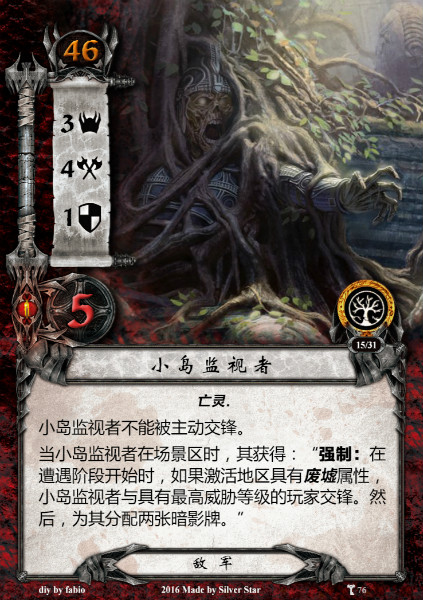 46
3
4
1
5
15/31
小岛监视者
亡灵.
小岛监视者不能被主动交锋。
当小岛监视者在场景区时，其获得：“强制：在
遭遇阶段开始时，如果激活地区具有废墟属性，
小岛监视者与具有最高威胁等级的玩家交锋。然
后，为其分配两张暗影牌。”
敌军
diy by fabio
2016 Made by Silver Star
76